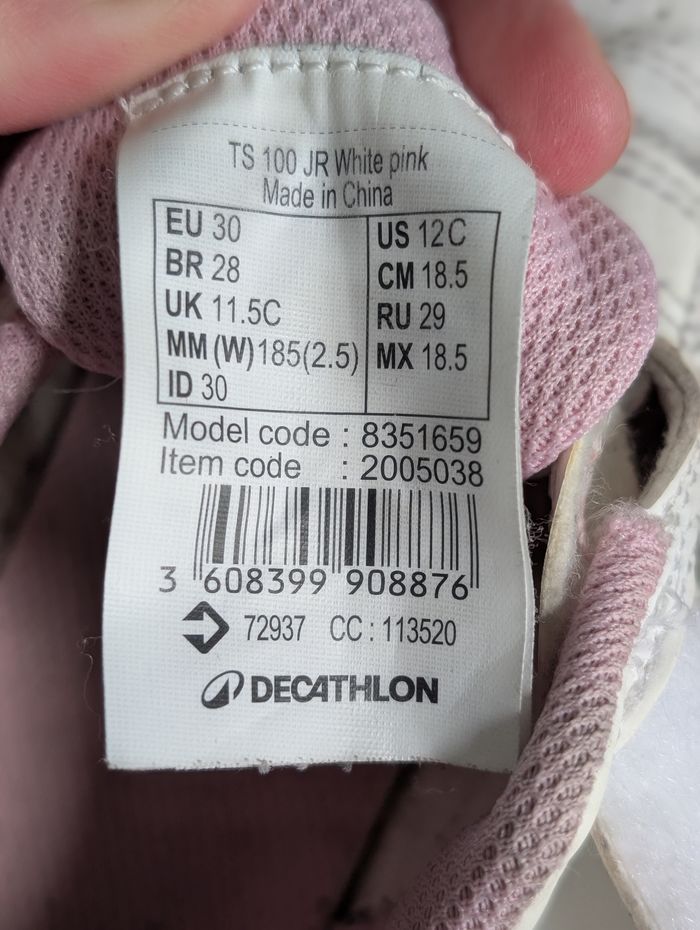 TS 100 JR White pink
Made in China
EU 30
BR 28
UK 11.5C
MM (W)185(2.5)
ID 30
US 12C
CM 18.5
RU 29
MX 18.5
Model code : 8351659
Item code : 2005038
3 608399 908876
72937 CC : 113520
DECATHLON